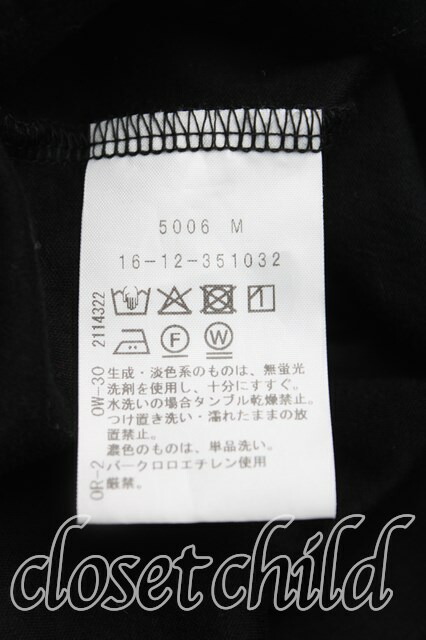 5006 M
16-12-351032
2114322
F
W
OW-30
生成・淡色系のものは、無蛍光
洗剤を使用し、十分にすすぐ。
水洗いの場合タンブル乾燥禁止。
つけ置き洗い・濡れたままの放
置禁止。
濃色のものは、単品洗い。
OR-2
パークロロエチレン使用
厳禁。
closet child